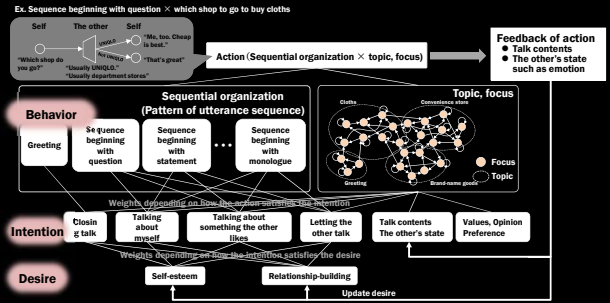 Ex. Sequence beginning with question × which shop to go to buy cloths
Self
The other
Self
UNIQLO
Not UNIQLO
"Me, too. Cheap
is best."
"That's great"
"Which shop do
you go?"
"Usually UNIQLO."
"Usually department stores"
Action (Sequential organization × topic, focus)
Feedback of action
● Talk contents
● The other's state
such as emotion
Behavior
Sequential organization
(Pattern of utterance sequence)
Greeting
Sequence
beginning
with
question
Sequence
beginning
with
statement
• • •
Sequence
beginning
with
monologue
Topic, focus
Cloths
Convenience store
Greeting
Brand-name goods
Focus
Topic
Weights depending on how the action satisfies the intention
Intention
Closin
g talk
Talking
about
myself
Talking about
something the other
likes
Letting the
other talk
Talk contents
The other's state
Values, Opinion
Preference
Weights depending on how the intention satisfies the desire
Desire
Self-esteem
Relationship-building
Update desire